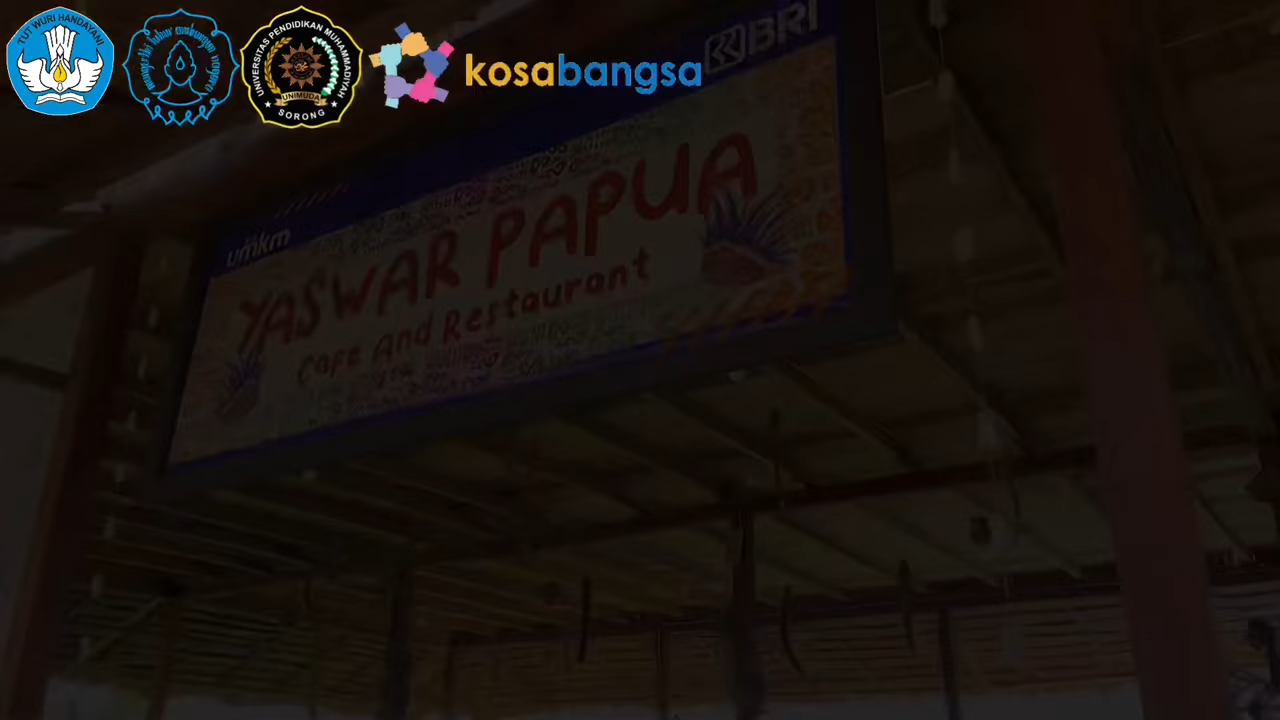 TUT WURI HANDAYANI
UNIVERSITAS PENDIDIKAN MUHAMMADIYAH
UNIMUDA
SORONG
kosabangsa
BRI
umkm
YASWAR PAPUA
Cafe And Restaurant